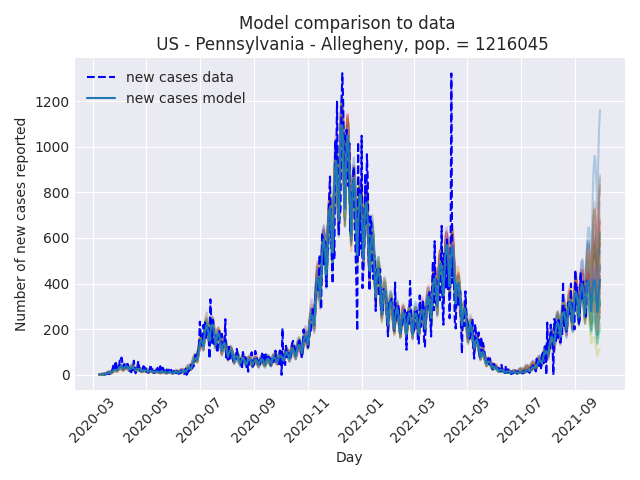 Model comparison to data
US - Pennsylvania - Allegheny, pop. = 1216045
new cases data
new cases model
Number of new cases reported
1200
1000
800
600
400
200
0
2020-03
2020-05
2020-07
2020-09
2020-11
2021-01
2021-03
2021-05
2021-07
2021-09
Day